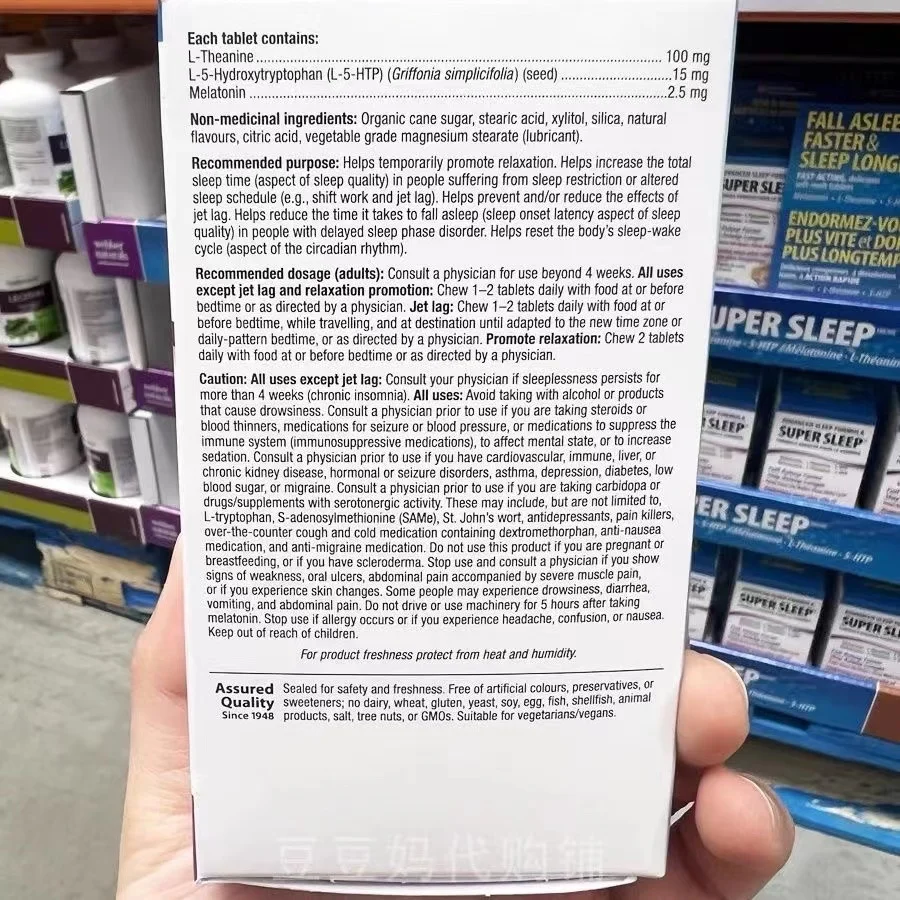 Each tablet contains:
L-Theanine ........ 100 mg
L-5-Hydroxytryptophan (L-5-HTP) (Griffonia simplicifolia) (seed) ........ 15 mg
Melatonin ........ 2.5 mg
Non-medicinal ingredients: Organic cane sugar, stearic acid, xylitol, silica, natural
flavours, citric acid, vegetable grade magnesium stearate (lubricant).
Recommended purpose: Helps temporarily promote relaxation. Helps increase the total
sleep time (aspect of sleep quality) in people suffering from sleep restriction or altered
sleep schedule (e.g., shift work and jet lag). Helps prevent and/or reduce the effects of
jet lag. Helps reduce the time it takes to fall asleep (sleep onset latency aspect of sleep
quality) in people with delayed sleep phase disorder. Helps reset the body's sleep-wake
cycle (aspect of the circadian rhythm).
Recommended dosage (adults): Consult a physician for use beyond 4 weeks. All uses
except jet lag and relaxation promotion: Chew 1–2 tablets daily with food at or before
bedtime or as directed by a physician. Jet lag: Chew 1–2 tablets daily with food at or
before bedtime, while travelling, and at destination until adapted to the new time zone or
daily-pattern bedtime, or as directed by a physician. Promote relaxation: Chew 2 tablets
daily with food at or before bedtime or as directed by a physician.
Caution: All uses except jet lag: Consult your physician if sleeplessness persists for
more than 4 weeks (chronic insomnia). All uses: Avoid taking with alcohol or products
that cause drowsiness. Consult a physician prior to use if you are taking steroids or
blood thinners, medications for seizure or blood pressure, or medications to suppress the
immune system (immunosuppressive medications), to affect mental state, or to increase
sedation. Consult a physician prior to use if you have cardiovascular, immune, liver, or
chronic kidney disease, hormonal or seizure disorders, asthma, depression, diabetes, low
blood sugar, or migraine. Consult a physician prior to use if you are taking carbidopa or
drugs/supplements with serotonergic activity. These may include, but are not limited to,
L-tryptophan, S-adenosylmethionine (SAMe), St. John's wort, antidepressants, pain killers,
over-the-counter cough and cold medication containing dextromethorphan, anti-nausea
medication, and anti-migraine medication. Do not use this product if you are pregnant or
breastfeeding, or if you have scleroderma. Stop use and consult a physician if you show
signs of weakness, oral ulcers, abdominal pain accompanied by severe muscle pain,
or if you experience skin changes. Some people may experience drowsiness, diarrhea,
vomiting, and abdominal pain. Do not drive or use machinery for 5 hours after taking
melatonin. Stop use if allergy occurs or if you experience headache, confusion, or nausea.
Keep out of reach of children.
For product freshness protect from heat and humidity.
Assured
Quality
Since 1948
Sealed for safety and freshness. Free of artificial colours, preservatives, or
sweeteners; no dairy, wheat, gluten, yeast, soy, egg, fish, shellfish, animal
products, salt, tree nuts, or GMOs. Suitable for vegetarians/vegans.
豆豆妈代购铺
webber
naturals
FALL ASLEE
FASTER &
SLEEP LONG
ENDORMEZ-VO
PLUS VITE et DO
PLUS LONGTEMP
UPER SLE
UPER SLEEP
5-HTP / Mélatonine · L-Théanin
SLEEP
SUPER SLEEP
ER SLEEP
L-Théanine · 5-HTP
EP
SUPER SLEEP
SUPER SL
P